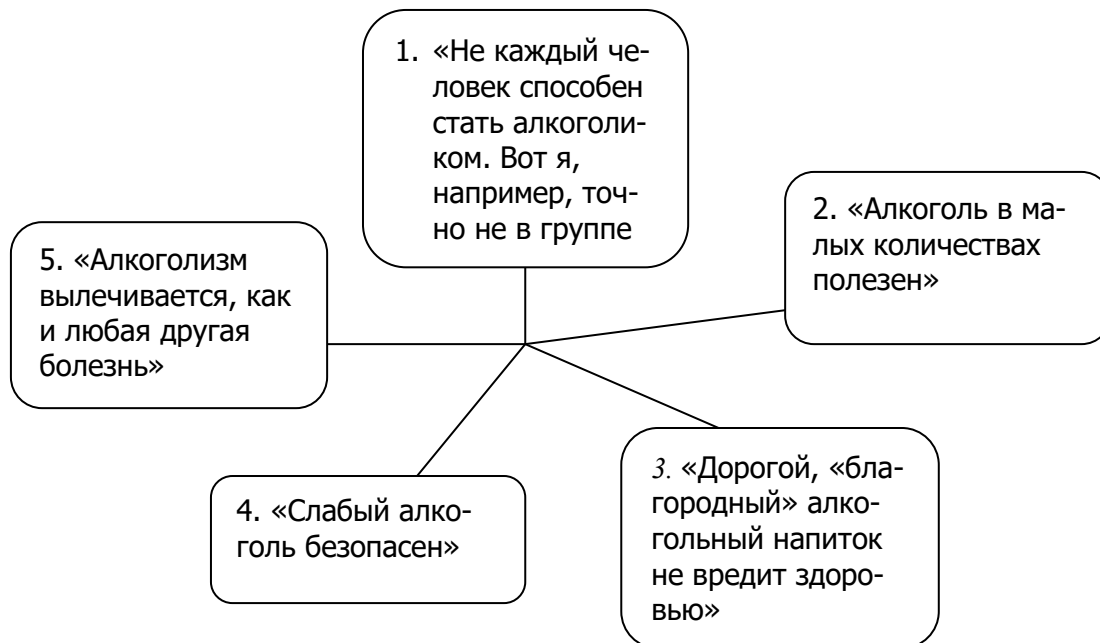 1. «Не каждый че-
ловек способен
стать алкоголи-
ком. Вот я,
например, точ-
но не в группе
2. «Алкоголь в ма-
лых количествах
полезен»
3. «Дорогой, «бла-
городный» алко-
гольный напиток
не вредит здоро-
вью»
4. «Слабый алко-
голь безопасен»
5. «Алкоголизм
вылечивается, как
и любая другая
болезнь»